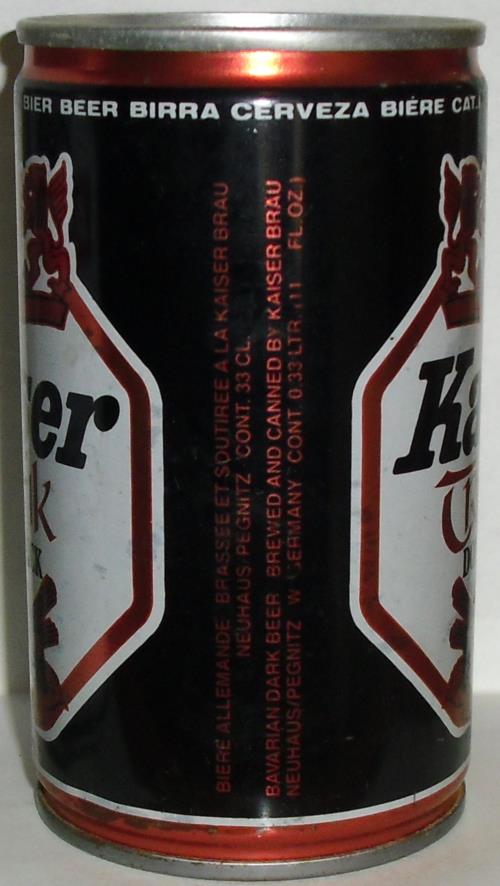 BIER BEER BIRRA CERVEZA BIÈRE CAT.
er
k
K
BIERE ALLEMANDE BRASSEE ET SOUTIREE A LA KAISER BRAU
NEUHAUS/PEGNITZ CONT. 33 CL.
BAVARIAN DARK BEER BREWED AND CANNED BY KAISER BRAU
NEUHAUS/PEGNITZ W GERMANY CONT 0.33 LTR. 11 FL.OZ.)
Ka
D